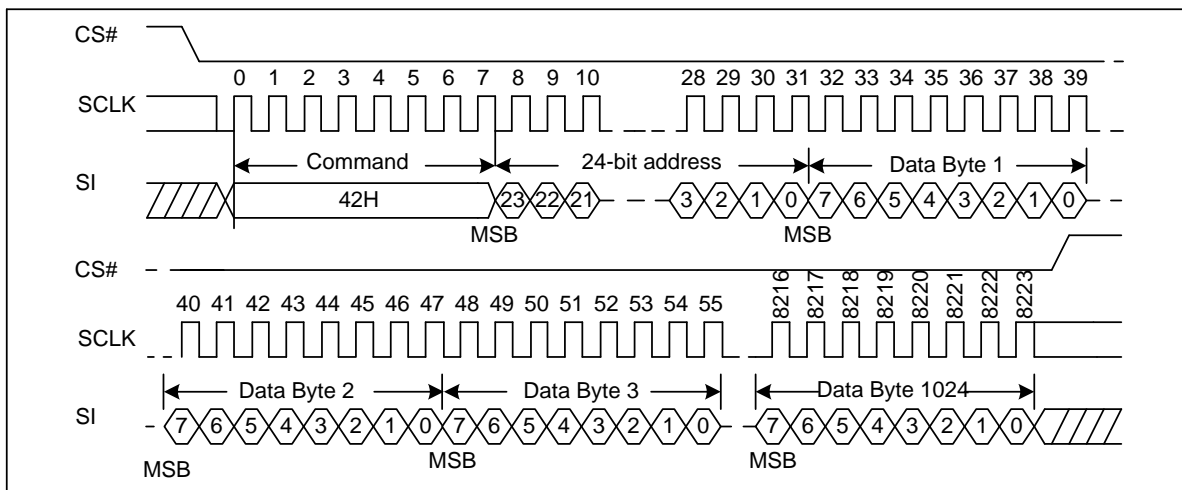 CS#
0 1 2 3 4 5 6 7 8 9 10 28 29 30 31 32 33 34 35 36 37 38 39
SCLK
Command 24-bit address Data Byte 1
SI
42H 23 22 21 3 2 1 0 7 6 5 4 3 2 1 0
MSB MSB
CS#
40 41 42 43 44 45 46 47 48 49 50 51 52 53 54 55 8216 8217 8218 8219 8220 8221 8222 8223
SCLK
Data Byte 2 Data Byte 3 Data Byte 1024
SI
7 6 5 4 3 2 1 0 7 6 5 4 3 2 1 0 7 6 5 4 3 2 1 0
MSB MSB MSB